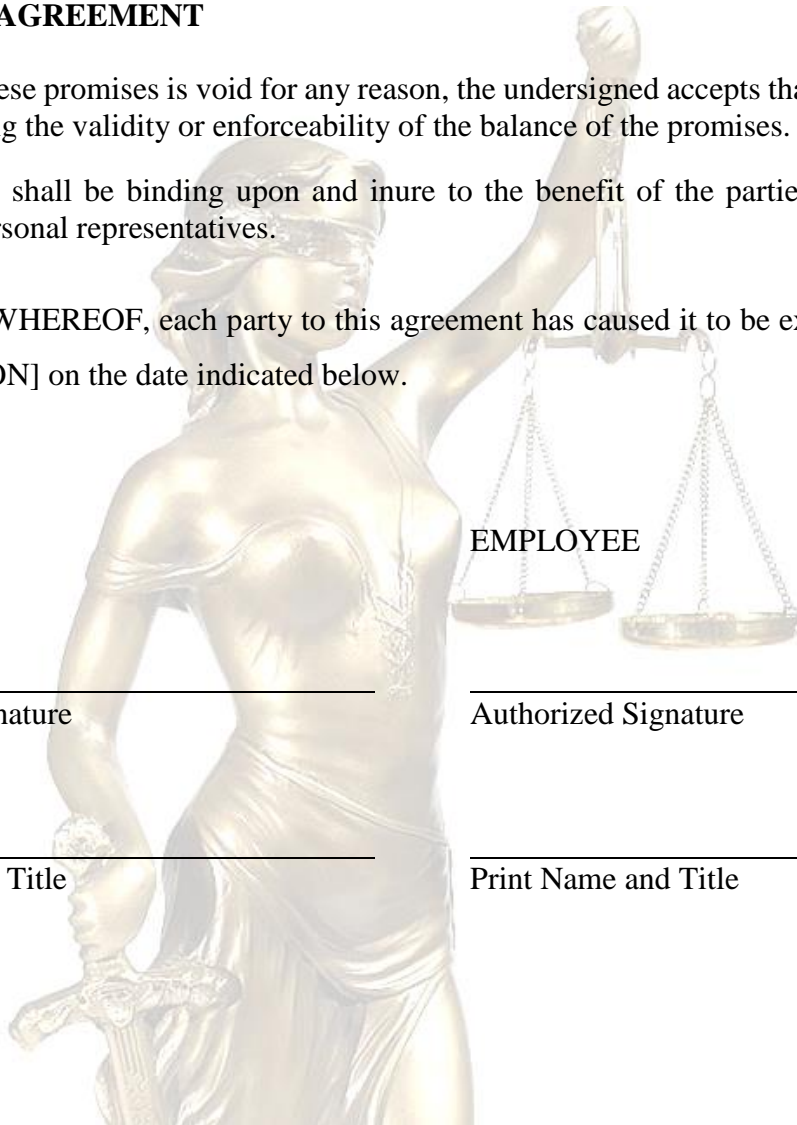 AGREEMENT
ese promises is void for any reason, the undersigned accepts tha
g the validity or enforceability of the balance of the promises.
shall be binding upon and inure to the benefit of the partie
rsonal representatives.
WHEREOF, each party to this agreement has caused it to be ex
ON] on the date indicated below.
EMPLOYEE
nature Authorized Signature
Title Print Name and Title